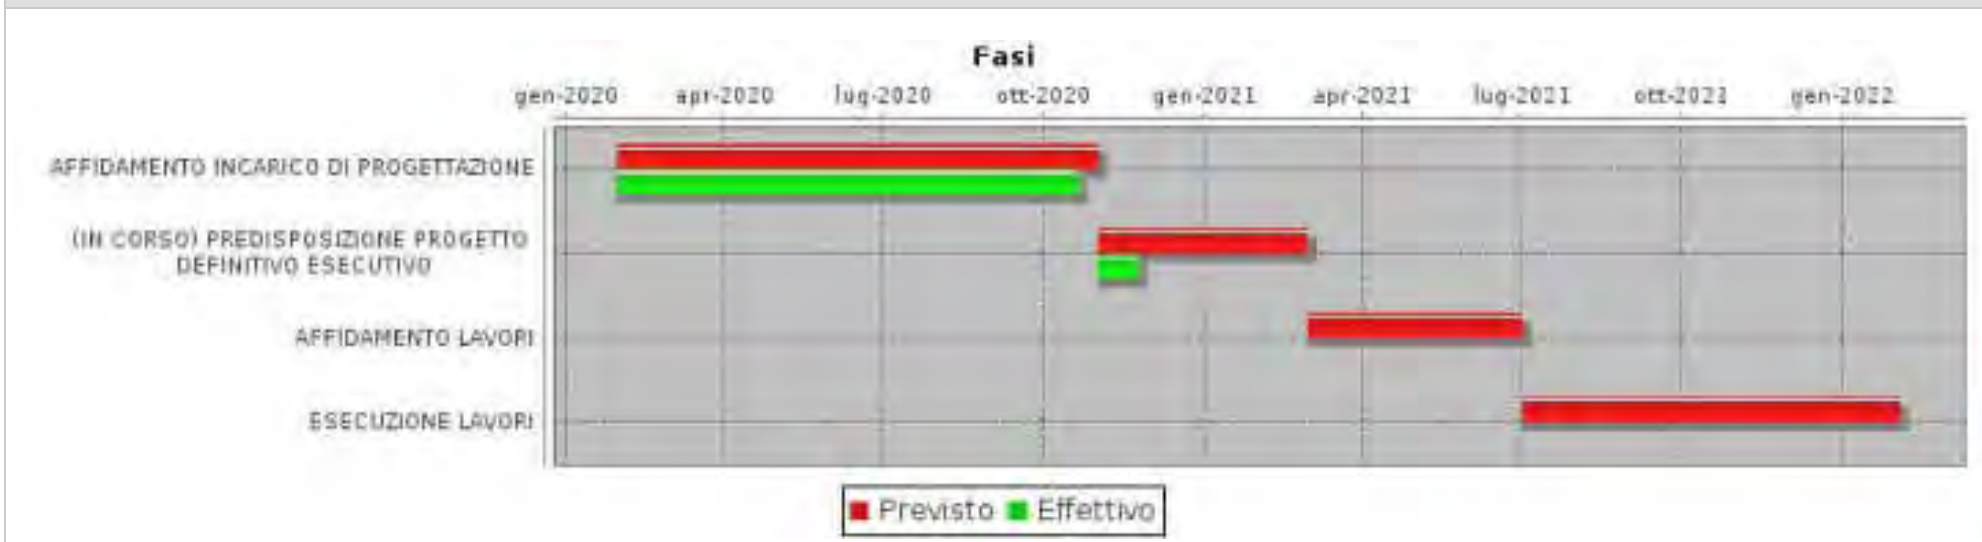 Fasi
gen-2020 apr-2020 lug-2020 ott-2020 gen-2021 apr-2021 lug-2021 ott-2021 gen-2022
AFFIDAMENTO INCARICO DI PROGETTAZIONE
(IN CORSO) PREDISPOSIZIONE PROGETTO
DEFINITIVO ESECUTIVO
AFFIDAMENTO LAVORI
ESECUZIONE LAVORI
Previsto Effettivo